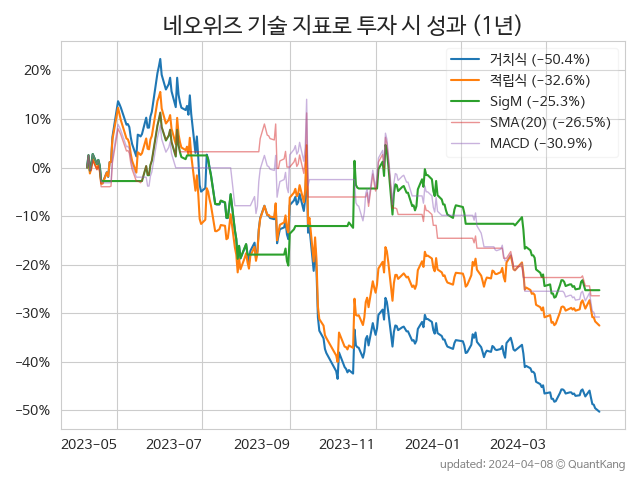 네오위즈 기술 지표로 투자 시 성과 (1년)
거치식 (−50.4%)
적립식 (−32.6%)
SigM (−25.3%)
SMA(20) (−26.5%)
MACD (−30.9%)
20%
10%
0%
−10%
−20%
−30%
−40%
−50%
2023-05 2023-07 2023-09 2023-11 2024-01 2024-03
updated: 2024-04-08 © QuantKang